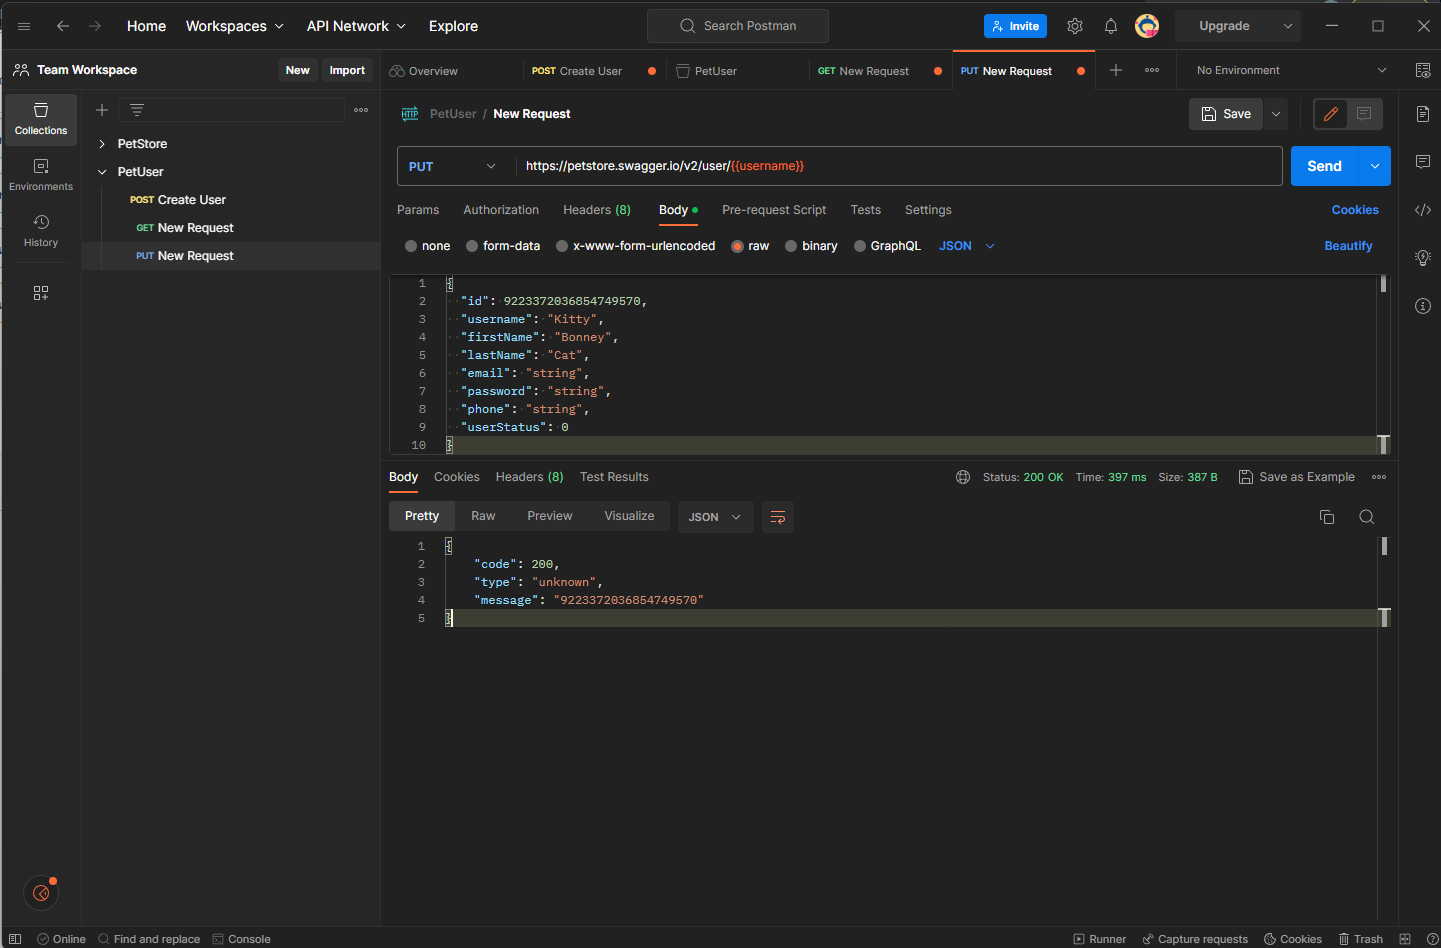 Home Workspaces API Network Explore Search Postman Invite Upgrade
Team Workspace New Import Overview POST Create User PetUser GET New Request PUT New Request No Environment
Collections
Environments
History
PetStore
PetUser
POST Create User
GET New Request
PUT New Request
HTTP PetUser / New Request Save
PUT https://petstore.swagger.io/v2/user/{{username}} Send
Params Authorization Headers (8) Body Pre-request Script Tests Settings Cookies
none form-data x-www-form-urlencoded raw binary GraphQL JSON Beautify
1 {
2 "id": 9223372036854749570,
3 "username": "Kitty",
4 "firstName": "Bonney",
5 "lastName": "Cat",
6 "email": "string",
7 "password": "string",
8 "phone": "string",
9 "userStatus": 0
10 }
Body Cookies Headers (8) Test Results Status: 200 OK Time: 397 ms Size: 387 B Save as Example
Pretty Raw Preview Visualize JSON
1 {
2 "code": 200,
3 "type": "unknown",
4 "message": "9223372036854749570"
5 }
Online Find and replace Console Runner Capture requests Cookies Trash